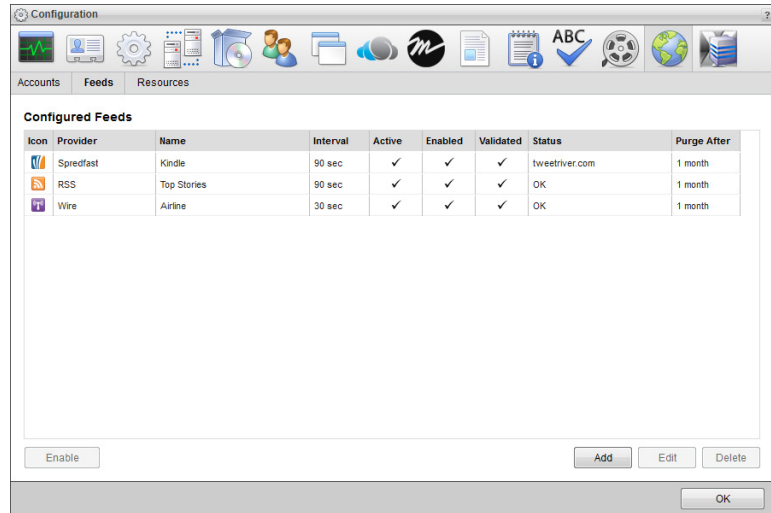 Configuration
?
m
ABC
Accounts Feeds Resources
Configured Feeds
Icon Provider Name Interval Active Enabled Validated Status Purge After
Spredfast Kindle 90 sec ✓ ✓ ✓ tweetriver.com 1 month
RSS Top Stories 90 sec ✓ ✓ ✓ OK 1 month
Wire Airline 30 sec ✓ ✓ ✓ OK 1 month
Enable Add Edit Delete
OK